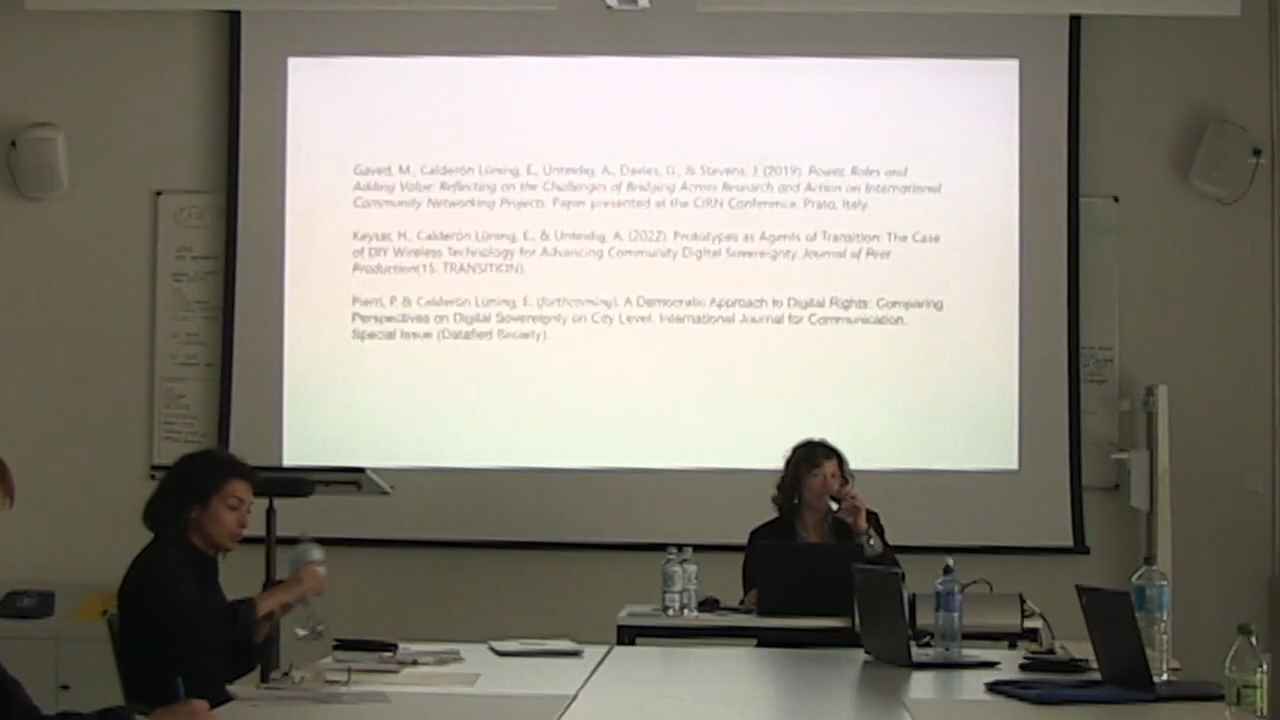 Gaved, M., Calderón Lüning, E., Unteidig, A., Davies, G., & Stevens, J. (2019). Power, Roles and
Adding Value: Reflecting on the Challenges of Bridging Across Research and Action on International
Community Networking Projects. Paper presented at the CIRN Conference, Prato, Italy.
Keysar, H., Calderón Lüning, E., & Unteidig, A. (2022). Prototypes as Agents of Transition: The Case
of DIY Wireless Technology for Advancing Community Digital Sovereignty. Journal of Peer
Production(15: TRANSITION).
Pierri, P. & Calderón Lüning, E. (forthcoming). A Democratic Approach to Digital Rights: Comparing
Perspectives on Digital Sovereignty on City Level. International Journal for Communication.
Special Issue (Datafied Society).